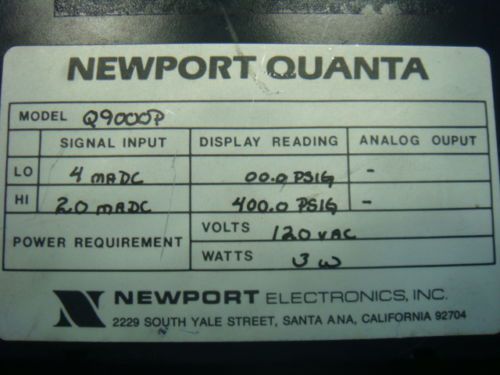 NEWPORT QUANTA
MODEL Q9000P
SIGNAL INPUT DISPLAY READING ANALOG OUPUT
LO 4 MADC 00.0 PSIG -
HI 20 MADC 400.0 PSIG -
POWER REQUIREMENT VOLTS 120 VAC
WATTS 3 W
N NEWPORT ELECTRONICS, INC.
2229 SOUTH YALE STREET, SANTA ANA, CALIFORNIA 92704